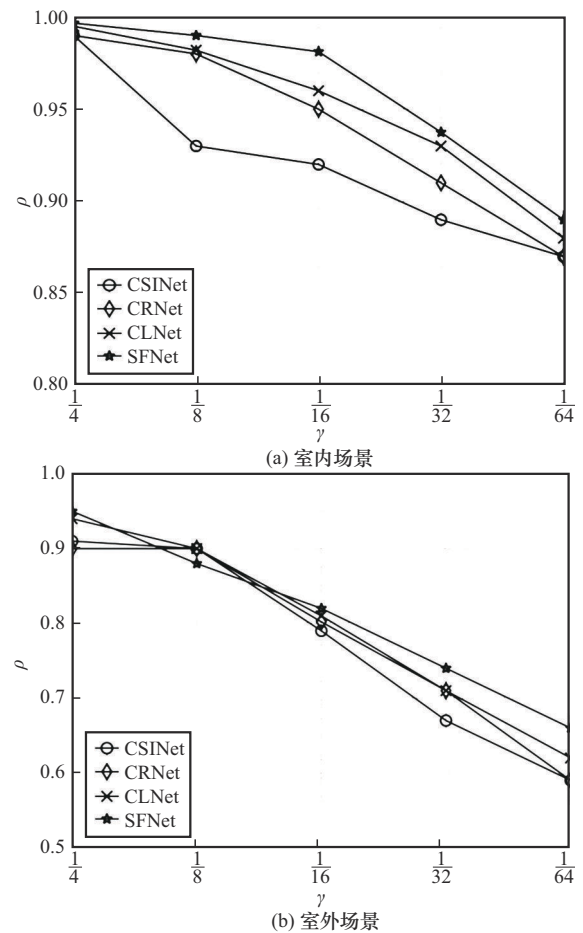 1.00
0.95
0.90
ρ
0.85
CSINet
CRNet
CLNet
SFNet
0.80
1/4 1/8 1/16 1/32 1/64
γ
(a) 室内场景
1.0
0.9
0.8
ρ
0.7
CSINet
CRNet
CLNet
SFNet
0.6
0.5
1/4 1/8 1/16 1/32 1/64
γ
(b) 室外场景